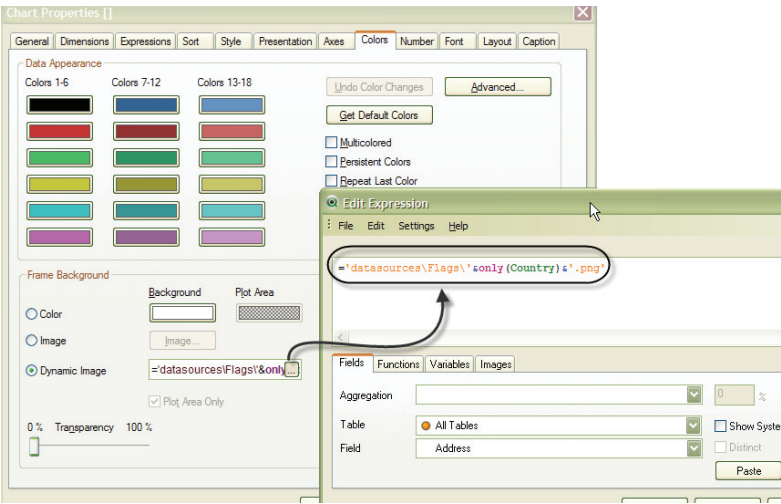 Chart Properties []
General Dimensions Expressions Sort Style Presentation Axes Colors Number Font Layout Caption
Data Appearance
Colors 1-6 Colors 7-12 Colors 13-18
Undo Color Changes Advanced...
Get Default Colors
Multicolored
Persistent Colors
Repeat Last Color
Edit Expression
File Edit Settings Help
='datasources\Flags\'&only(Country)&'.png'
Frame Background
Background Plot Area
Color
Image Image...
Dynamic Image ='datasources\Flags\'&only ...
Plot Area Only
0 % Transparency 100 %
Fields Functions Variables Images
Aggregation 0 %
Table All Tables Show Syste
Field Address Distinct
Paste